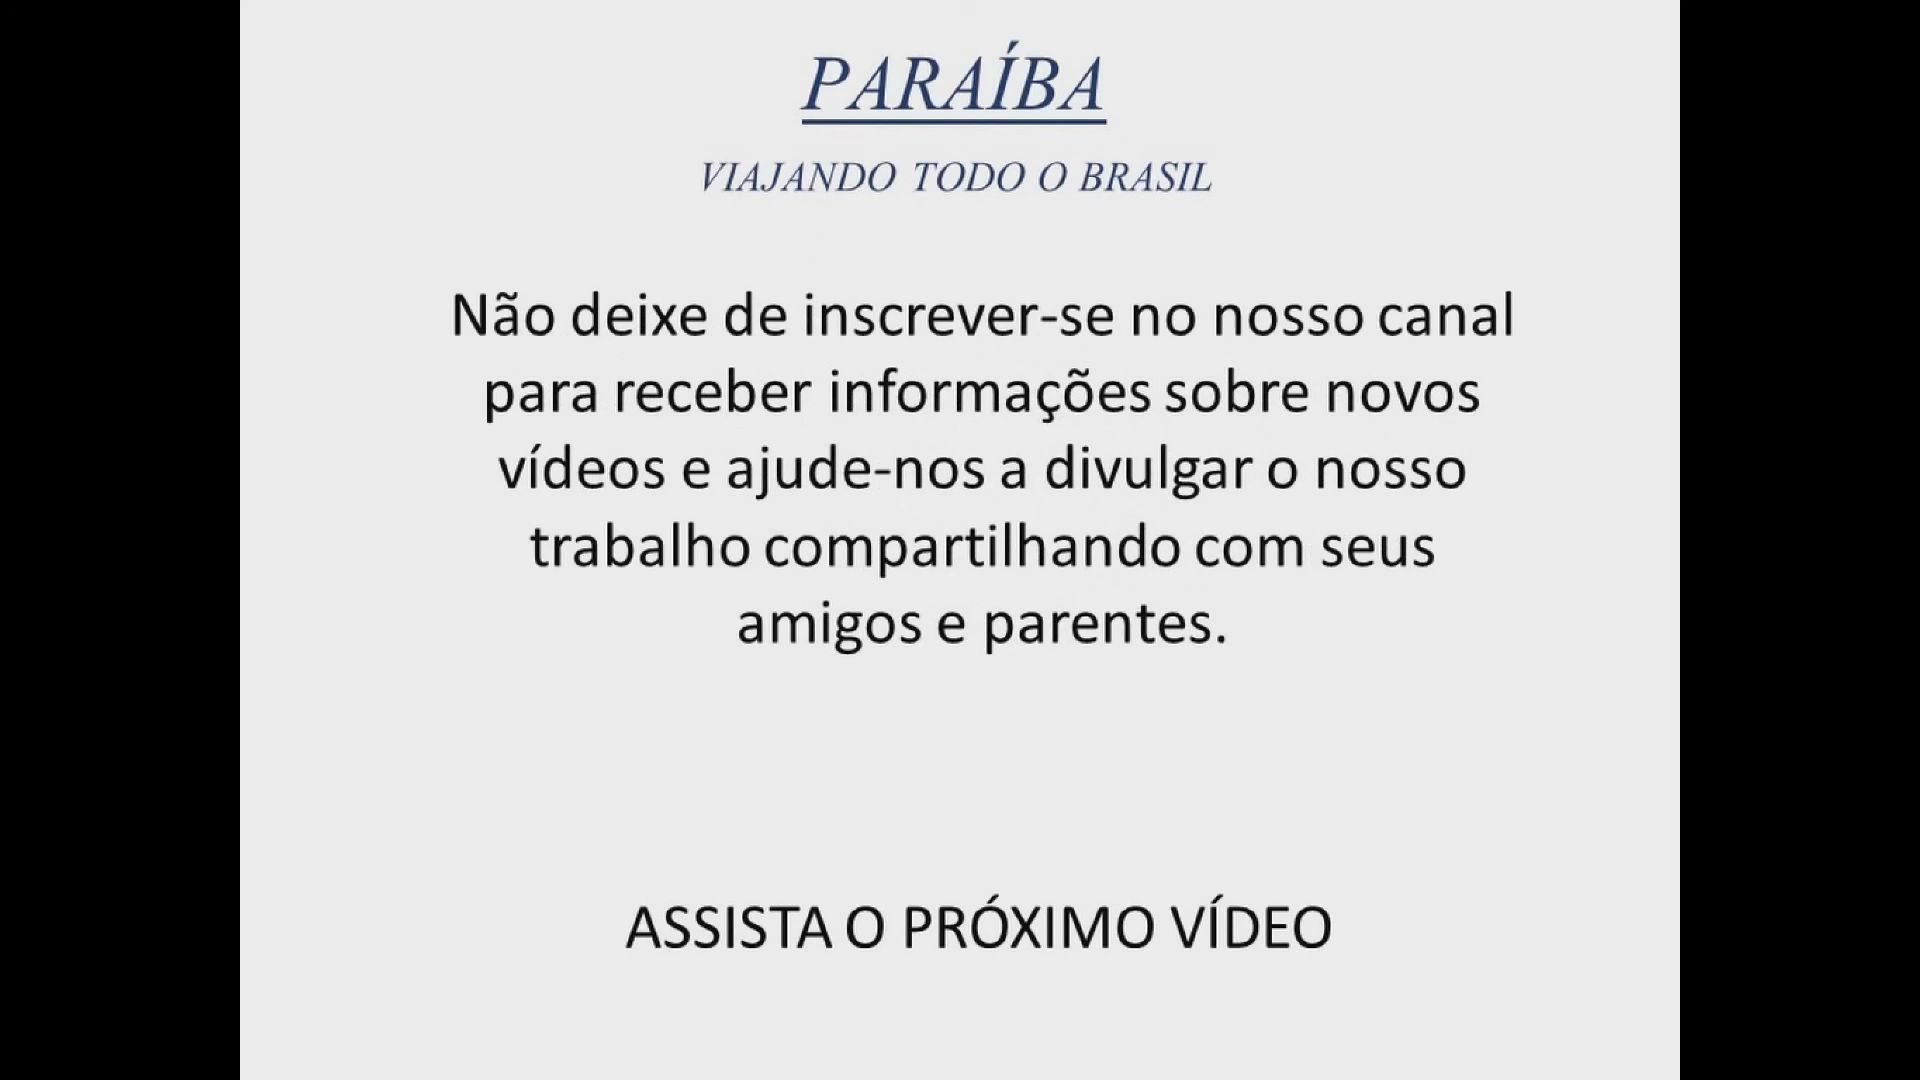 PARAÍBA
VIAJANDO TODO O BRASIL
Não deixe de inscrever-se no nosso canal
para receber informações sobre novos
vídeos e ajude-nos a divulgar o nosso
trabalho compartilhando com seus
amigos e parentes.
ASSISTA O PRÓXIMO VÍDEO